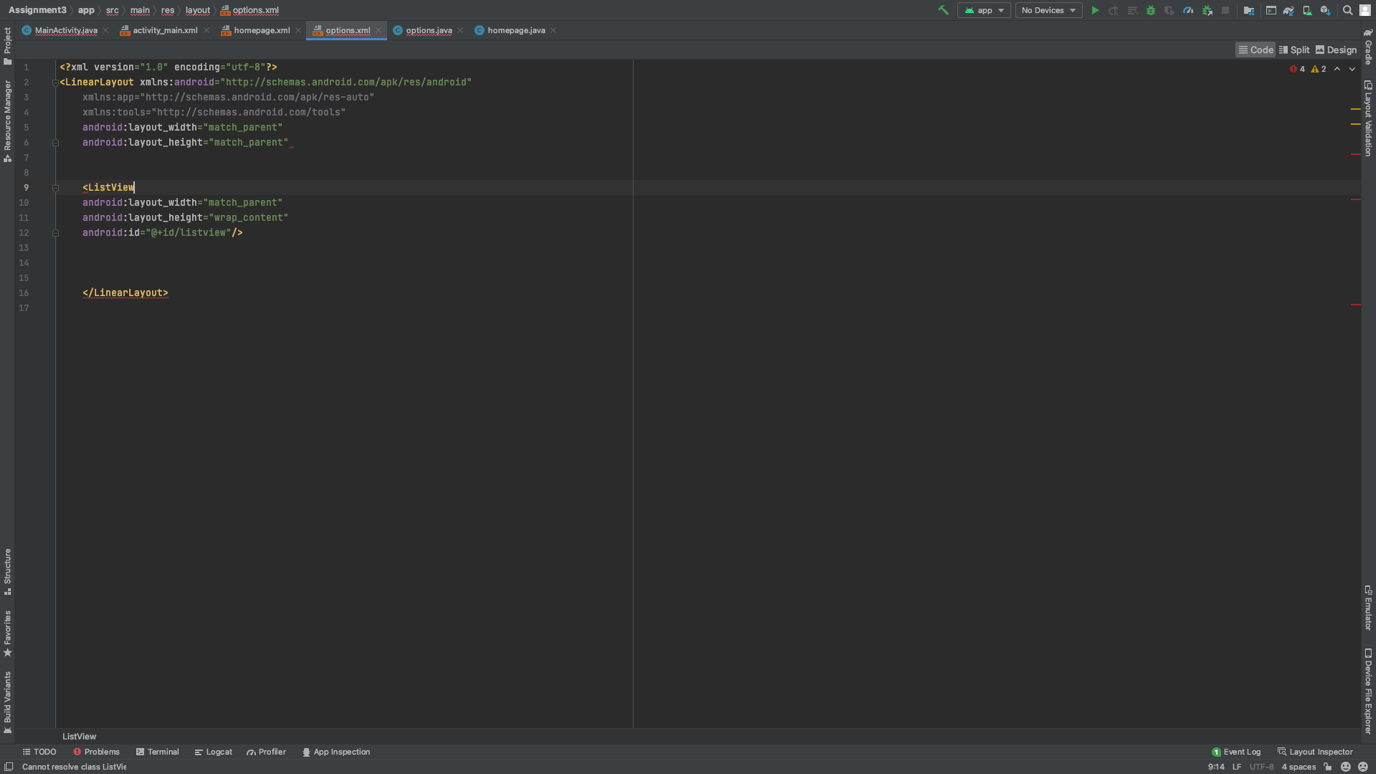 Assignment3 app src main res layout options.xml app No Devices
MainActivity.java activity_main.xml homepage.xml options.xml options.java homepage.java
Code Split Design
4 2
1 <?xml version="1.0" encoding="utf-8"?>
2 <LinearLayout xmlns:android="http://schemas.android.com/apk/res/android"
3 xmlns:app="http://schemas.android.com/apk/res-auto"
4 xmlns:tools="http://schemas.android.com/tools"
5 android:layout_width="match_parent"
6 android:layout_height="match_parent"
7
8
9 <ListView
10 android:layout_width="match_parent"
11 android:layout_height="wrap_content"
12 android:id="@+id/listview"/>
13
14
15
16 </LinearLayout>
17
Project
Resource Manager
Structure
Favorites
Build Variants
Gradle
Layout Validation
Emulator
Device File Explorer
ListView
TODO Problems Terminal Logcat Profiler App Inspection 1 Event Log Layout Inspector
Cannot resolve class ListVie 9:14 LF UTF-8 4 spaces